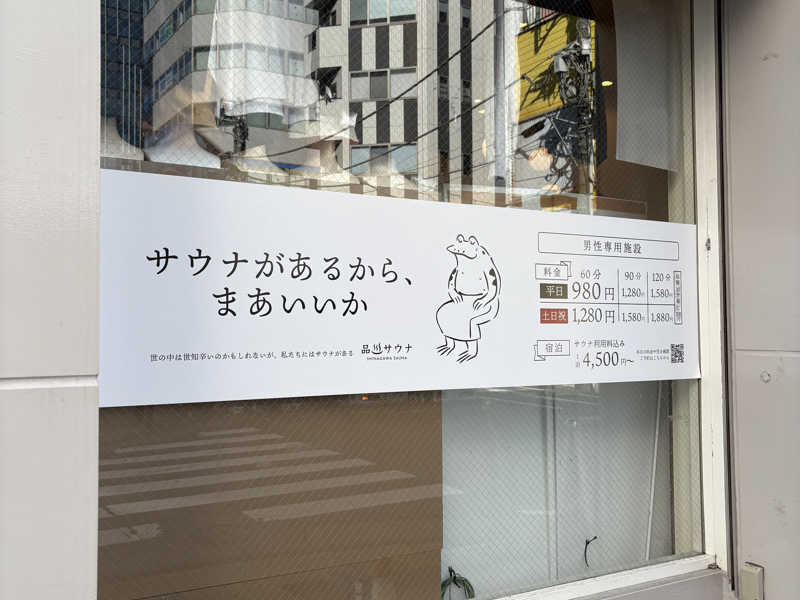 サウナがあるから、
まあいいか
世の中は世知辛いのかもしれないが、私たちにはサウナがある
品川サウナ
SHINAGAWA SAUNA
男性専用施設
料金 60分 90分 120分
平日 980円 1,280円 1,580円
土日祝 1,280円 1,580円 1,880円
宿泊 サウナ利用料込み
1泊 4,500円〜